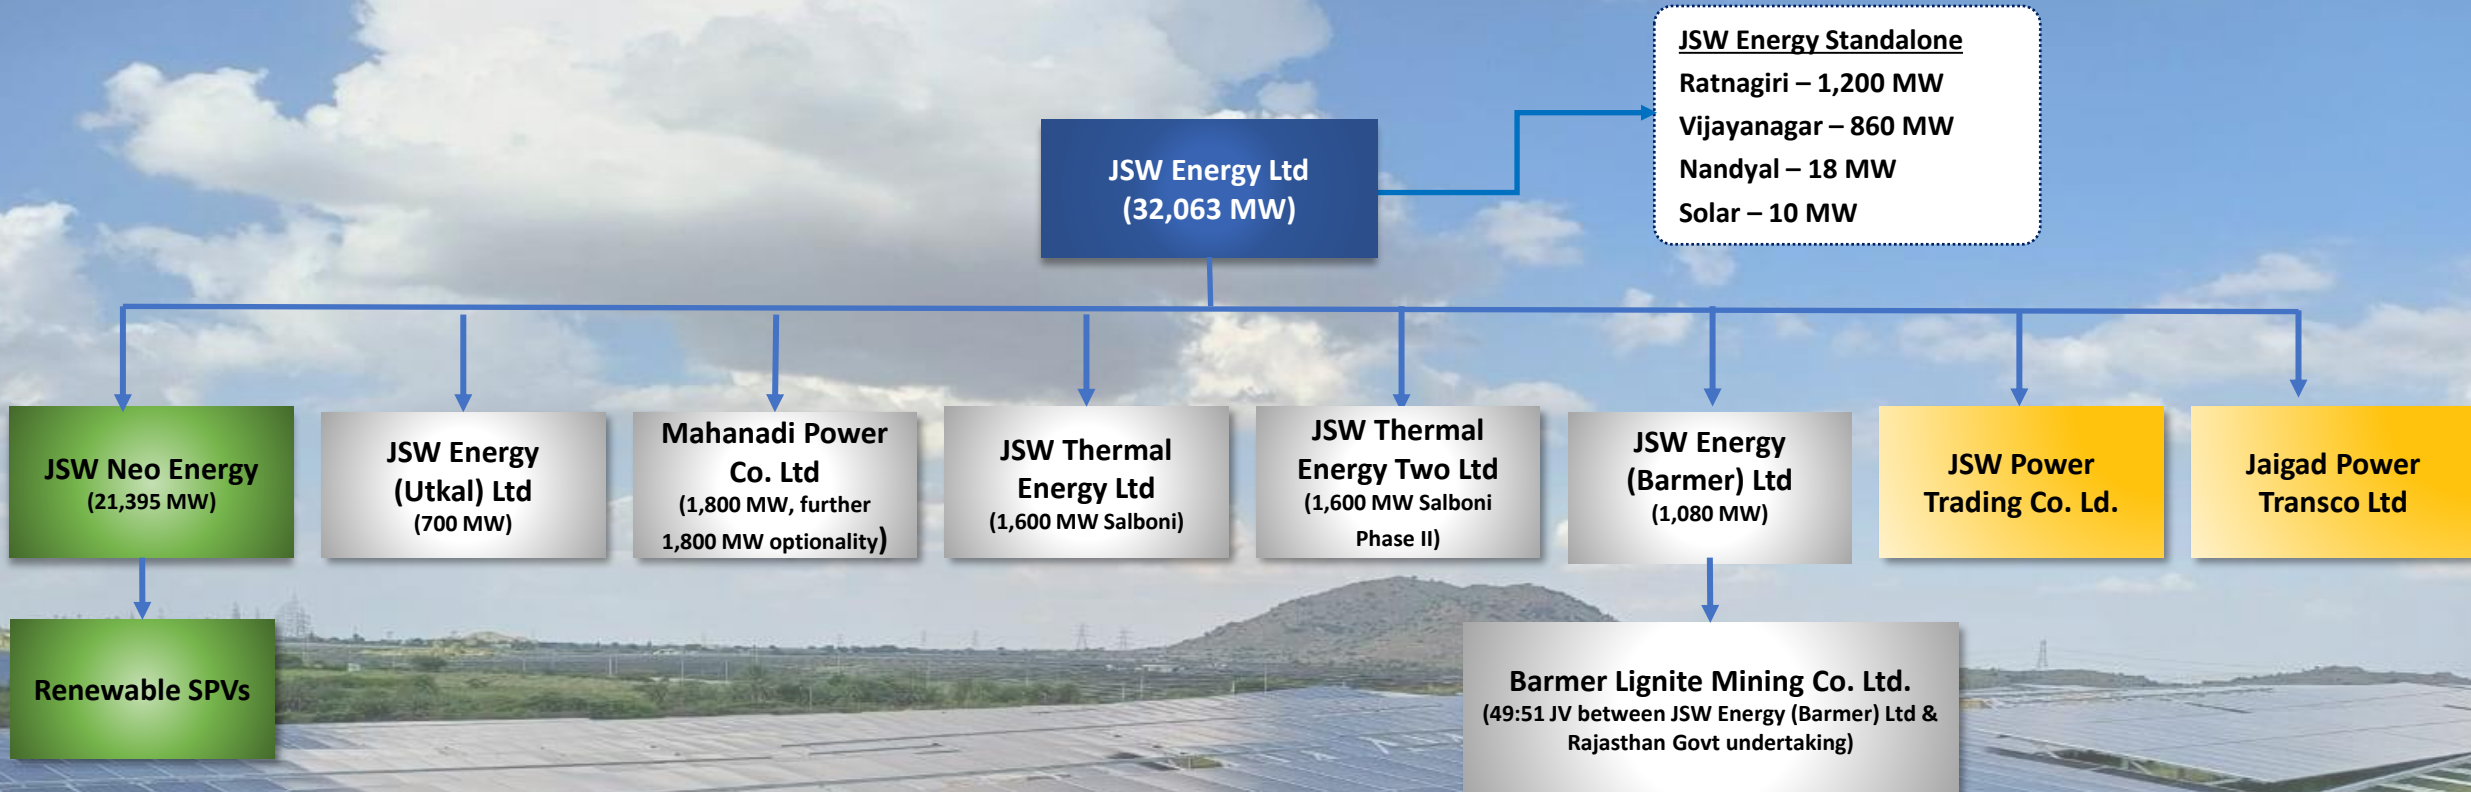 JSW Energy Standalone
Ratnagiri – 1,200 MW
Vijayanagar – 860 MW
Nandyal – 18 MW
Solar – 10 MW
JSW Energy Ltd
(32,063 MW)
JSW Neo Energy
(21,395 MW)
JSW Energy
(Utkal) Ltd
(700 MW)
Mahanadi Power
Co. Ltd
(1,800 MW, further
1,800 MW optionality)
JSW Thermal
Energy Ltd
(1,600 MW Salboni)
JSW Thermal
Energy Two Ltd
(1,600 MW Salboni
Phase II)
JSW Energy
(Barmer) Ltd
(1,080 MW)
JSW Power
Trading Co. Ld.
Jaigad Power
Transco Ltd
Renewable SPVs
Barmer Lignite Mining Co. Ltd.
(49:51 JV between JSW Energy (Barmer) Ltd &
Rajasthan Govt undertaking)